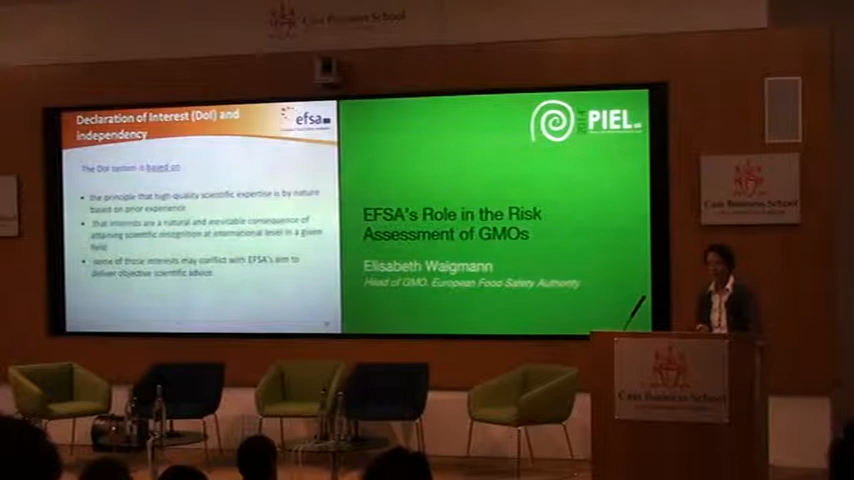 Cass Business School
Declaration of Interest (DoI) and
Independency
efsa
The DoI system is based on
• the principle that high-quality scientific expertise is by nature
based on prior experience
• that interests are a natural and inevitable consequence of
attaining scientific recognition at international level in a given
field
• some of those interests may conflict with EFSA's aim to
deliver objective scientific advice
2014
PIEL
EFSA's Role in the Risk
Assessment of GMOs
Elisabeth Waigmann
Head of GMO, European Food Safety Authority
Cass Business School
Cass Business School